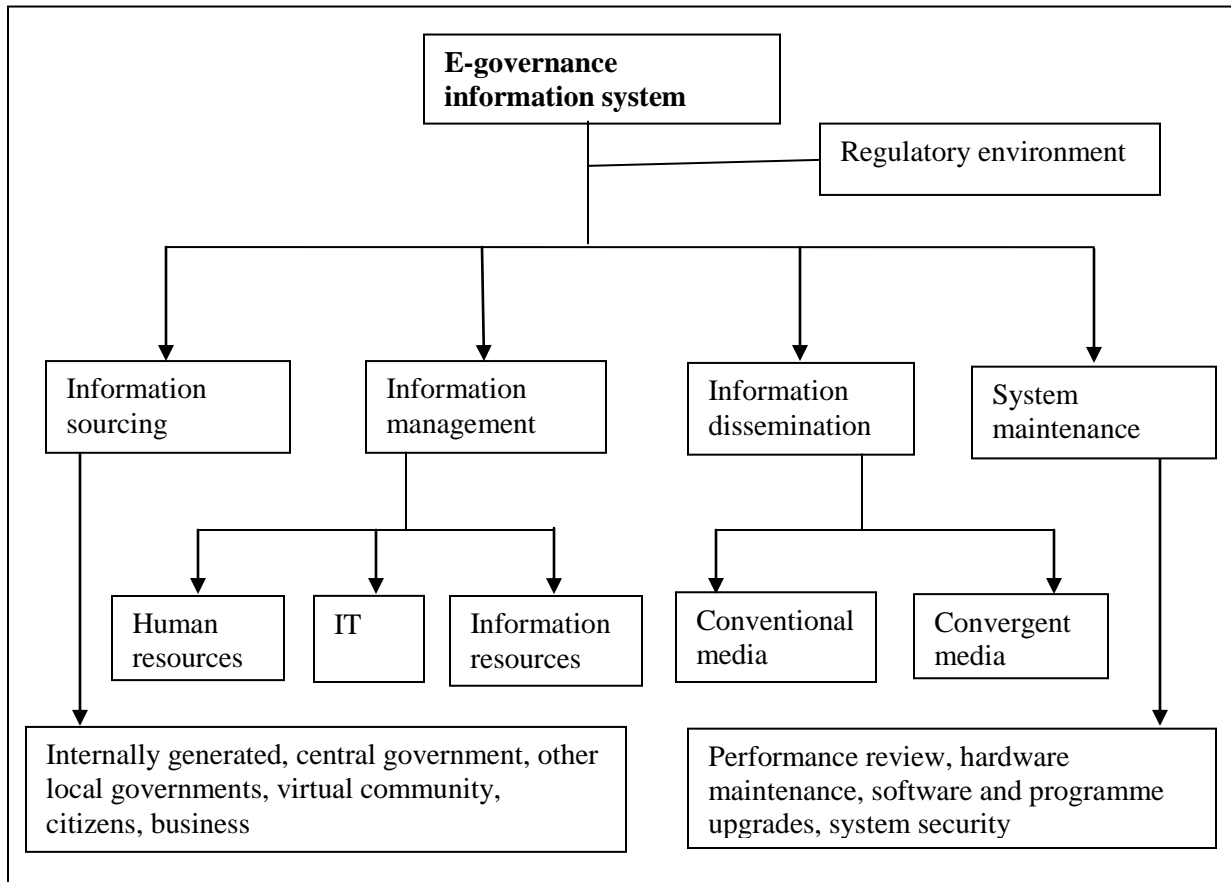 E-governance
information system
Regulatory environment
Information
sourcing
Information
management
Information
dissemination
System
maintenance
Human
resources
IT
Information
resources
Conventional
media
Convergent
media
Internally generated, central government, other
local governments, virtual community,
citizens, business
Performance review, hardware
maintenance, software and programme
upgrades, system security